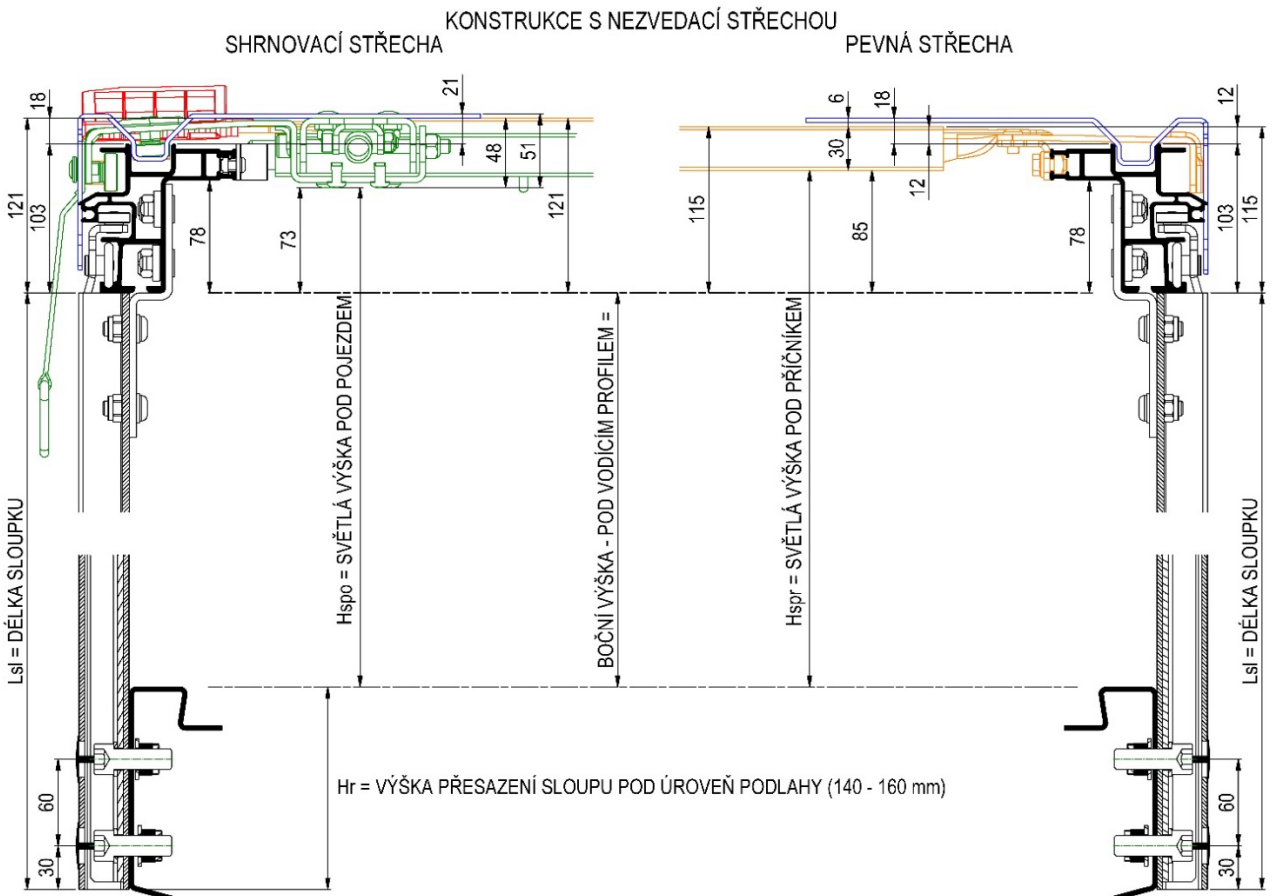 KONSTRUKCE S NEZVEDACÍ STŘECHOU
SHRNOVACÍ STŘECHA
PEVNÁ STŘECHA
18
21
6
18
12
121
103
48
51
30
12
78
73
121
115
85
78
103
115
Lsl = DÉLKA SLOUPKU
Hspo = SVĚTLÁ VÝŠKA POD POJEZDEM
BOČNÍ VÝŠKA - POD VODÍCÍM PROFILEM =
Hspr = SVĚTLÁ VÝŠKA POD PŘÍČNÍKEM
Lsl = DÉLKA SLOUPKU
Hr = VÝŠKA PŘESAZENÍ SLOUPU POD ÚROVEŇ PODLAHY (140 - 160 mm)
60
30
60
30